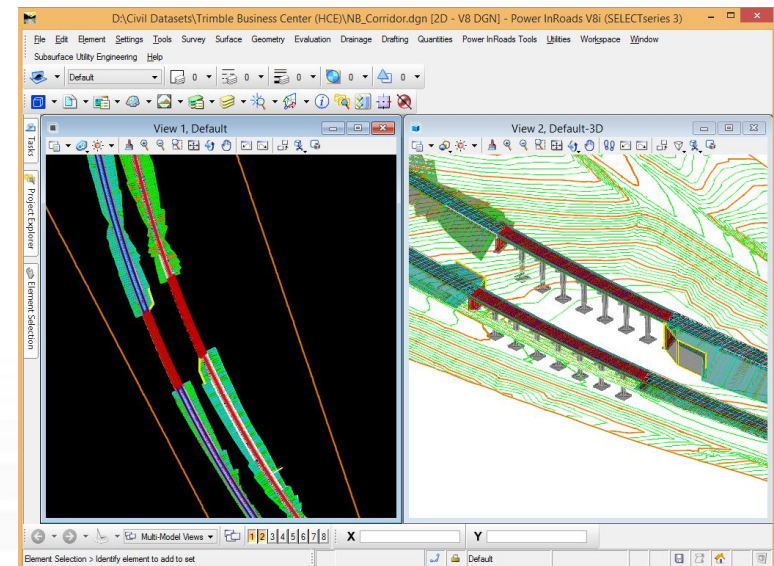 D:\Civil Datasets\Trimble Business Center (HCE)\NB_Corridor.dgn [2D - V8 DGN] - Power InRoads V8i (SELECTseries 3)
File Edit Element Settings Tools Survey Surface Geometry Evaluation Drainage Drafting Quantities Power InRoads Tools Utilities Workspace Window
Subsurface Utility Engineering Help
Default 0 0 0 0 0
View 1, Default
View 2, Default-3D
Tasks
Project Explorer
Element Selection
Multi-Model Views 1 2 3 4 5 6 7 8 X Y
Element Selection > Identify element to add to set Default